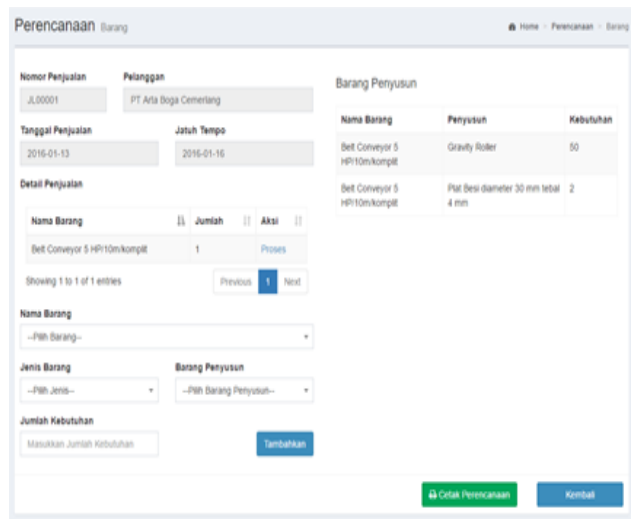 Perencanaan Barang
Home > Perencanaan > Barang
Nomor Penjualan
Pelanggan
JL00001
PT Arta Boga Cemerlang
Tanggal Penjualan
Jatuh Tempo
2016-01-13
2016-01-16
Detail Penjualan
Nama Barang
Jumlah
Aksi
Belt Conveyor 5 HP/10m/komplit
1
Proses
Showing 1 to 1 of 1 entries
Previous
1
Next
Nama Barang
--Pilih Barang--
Jenis Barang
Barang Penyusun
--Pilih Jenis--
--Pilih Barang Penyusun--
Jumlah Kebutuhan
Masukkan Jumlah Kebutuhan
Tambahkan
Barang Penyusun
Nama Barang
Penyusun
Kebutuhan
Belt Conveyor 5
HP/10m/komplit
Gravity Roller
50
Belt Conveyor 5
HP/10m/komplit
Plat Besi diameter 30 mm tebal
4 mm
2
Cetak Perencanaan
Kembali